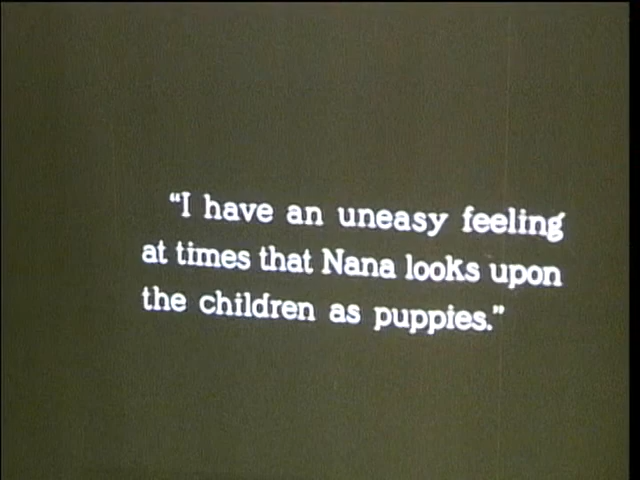 “I have an uneasy feeling
at times that Nana looks upon
the children as puppies.”